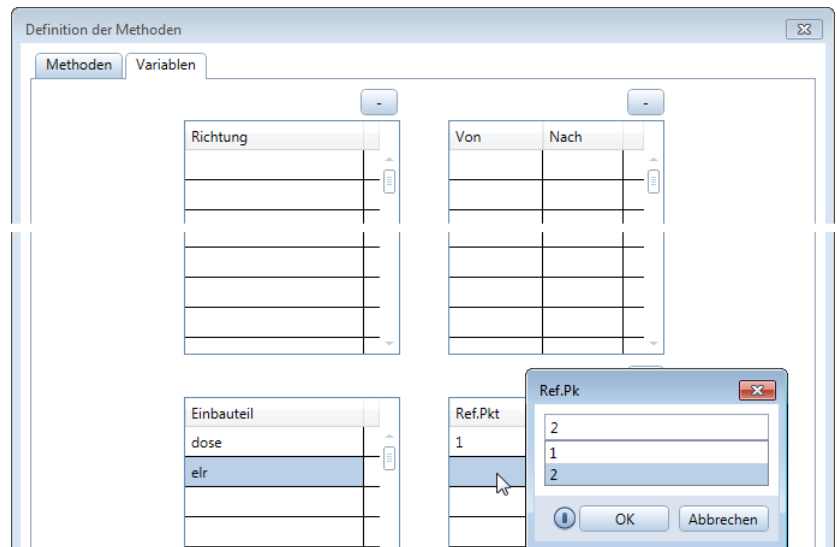 Definition der Methoden
Methoden Variablen
- -
Richtung Von Nach
Einbauteil Ref.Pkt
dose 1
elr
Ref.Pk
2
1
2
OK Abbrechen